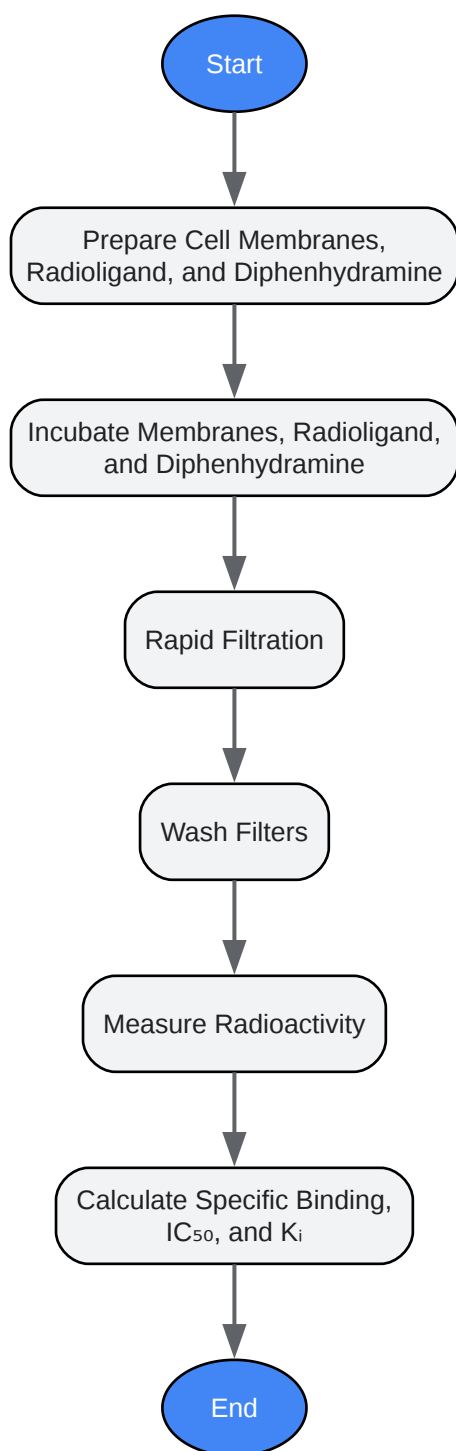 Start
Prepare Cell Membranes,
Radioligand, and Diphenhydramine
Incubate Membranes, Radioligand,
and Diphenhydramine
Rapid Filtration
Wash Filters
Measure Radioactivity
Calculate Specific Binding,
IC₅₀, and Kᵢ
End